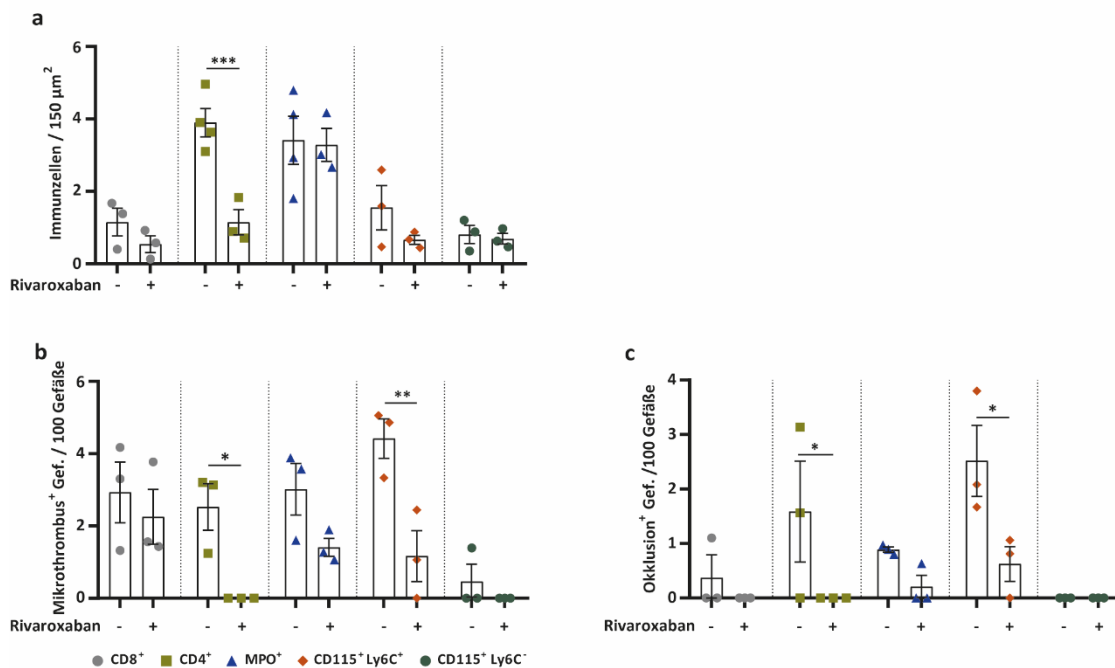 a
Immunzellen / 150 µm²
6
4
2
0
***
Rivaroxaban - + - + - + - + - +
b
Mikrothrombus⁺ Gef. / 100 Gefäße
6
4
2
0
*
**
Rivaroxaban - + - + - + - + - +
c
Okklusion⁺ Gef. /100 Gefäße
4
3
2
1
0
*
*
Rivaroxaban - + - + - + - + - +
CD8⁺ CD4⁺ MPO⁺ CD115⁺ Ly6C⁺ CD115⁺ Ly6C⁻